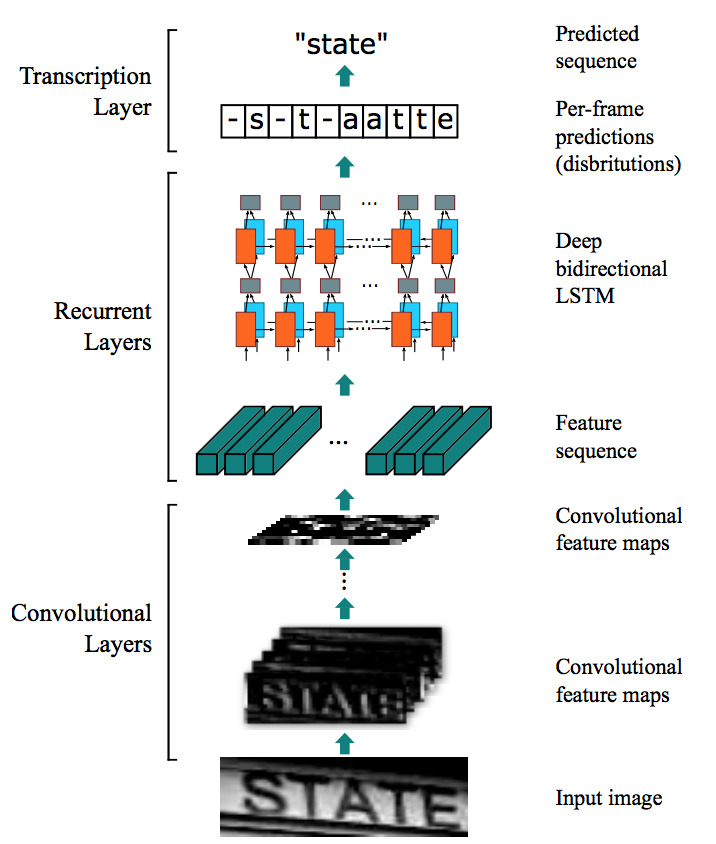 "state"
Predicted
sequence
Transcription
Layer
-s-t-aatte
Per-frame
predictions
(disbritutions)
...
... 
Deep
bidirectional
LSTM
...
Recurrent
Layers
...
...
Feature
sequence
Convolutional
feature maps
Convolutional
Layers
STATE
Convolutional
feature maps
STATE
Input image